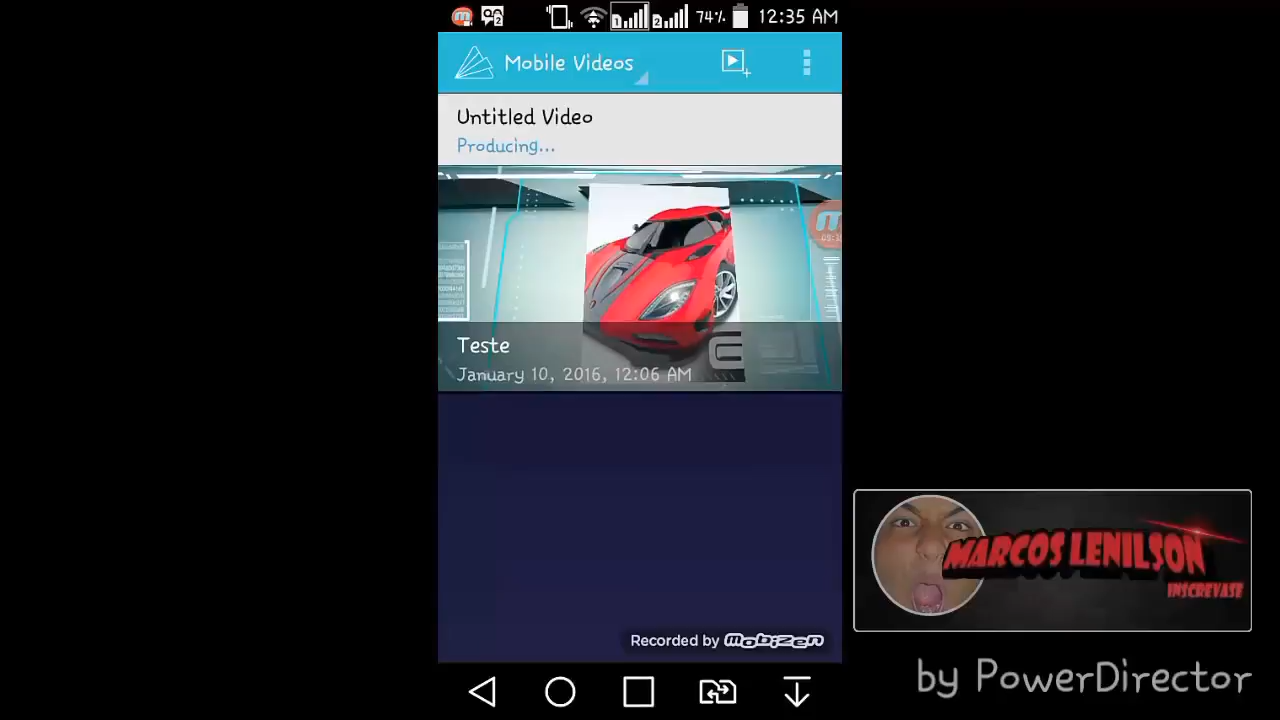 74% 12:35 AM
Mobile Videos
Untitled Video
Producing...
Teste
January 10, 2016, 12:06 AM
Recorded by mobizen
MARCOS LENILSON
INSCREVASE
by PowerDirector